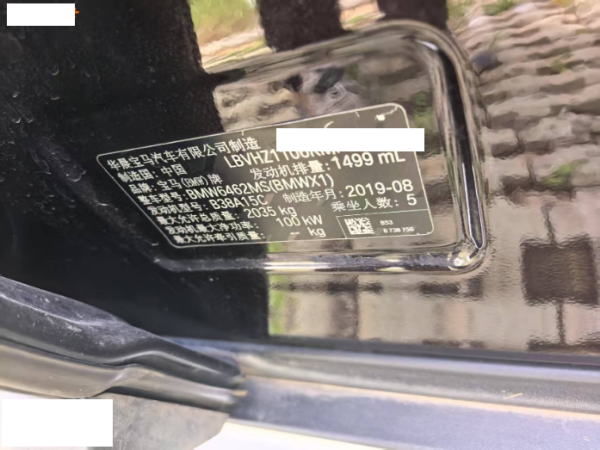 华晨宝马汽车有限公司制造
LBVHZ1100K
制造国: 中国
品牌: 宝马(BMW)牌
发动机排量: 1499 mL
整车型号: BMW6462MS(BMWX1)
发动机型号: B38A15C
制造年月: 2019-08
最大允许总质量: 2035 kg
乘坐人数: 5
发动机最大净功率: 100 kW
最大允许牵引质量: -- kg
B53